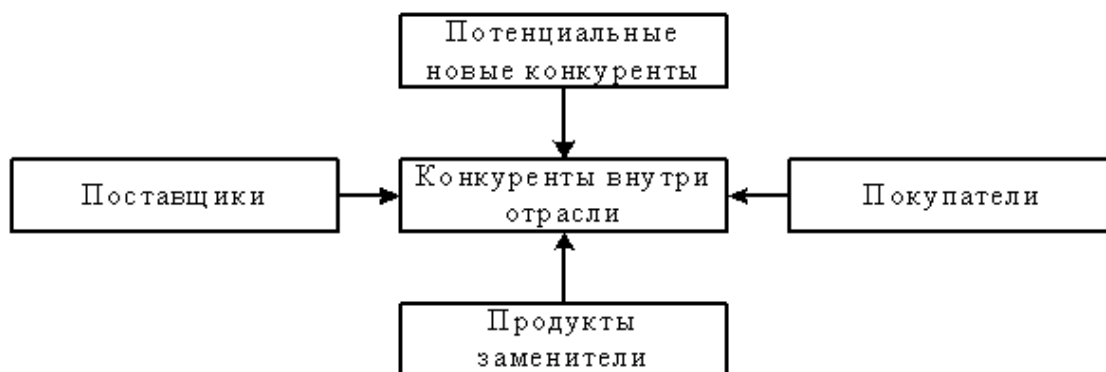 Потенциальные
новые конкуренты
Поставщики
Конкуренты внутри
отрасли
Покупатели
Продукты
заменители